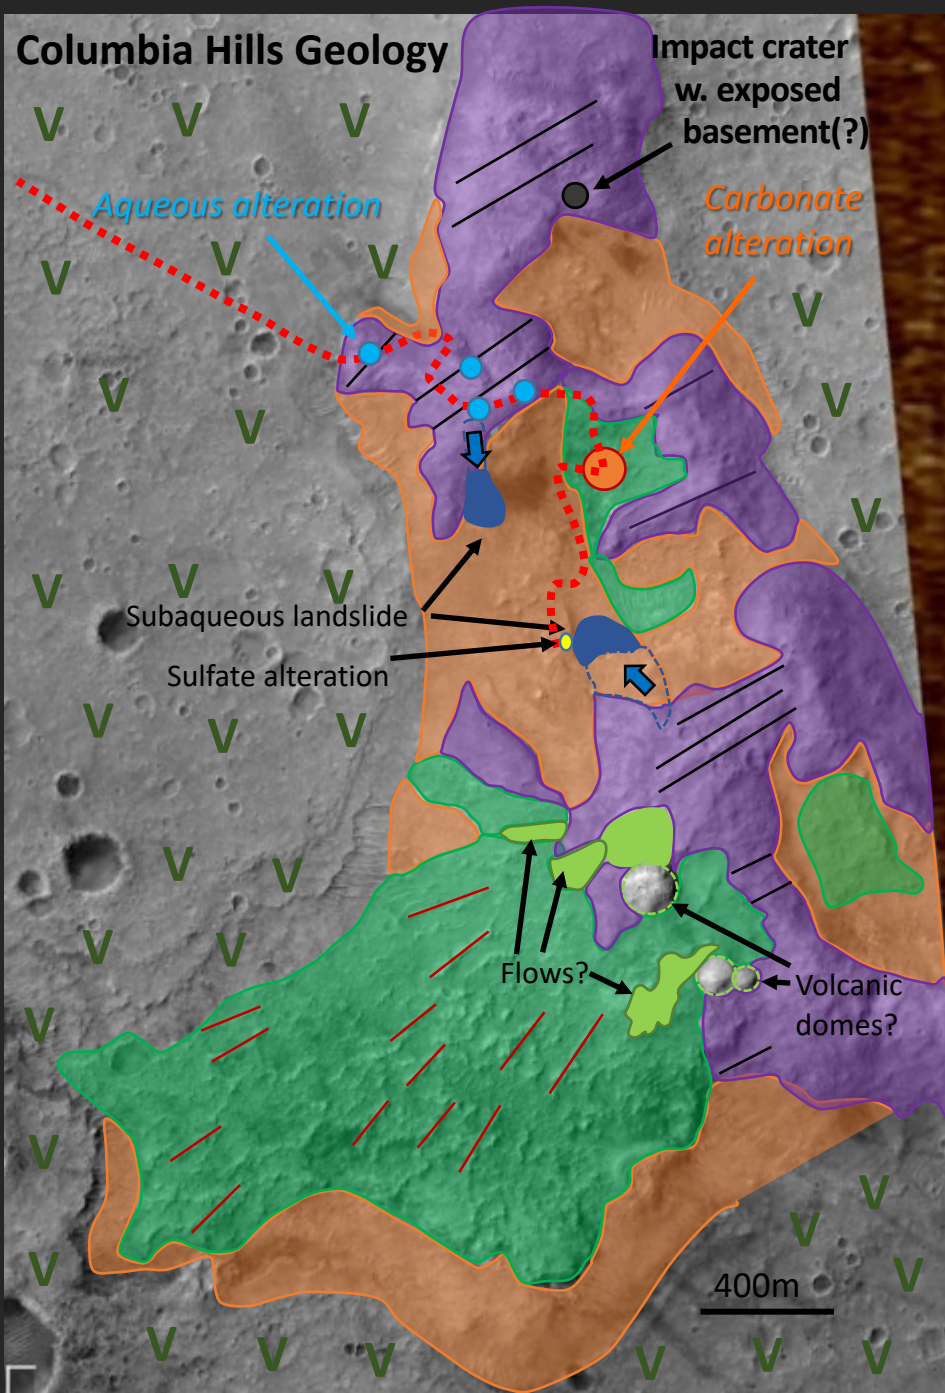 Columbia Hills Geology
Impact crater
w. exposed
basement(?)
V V V
Aqueous alteration
Carbonate
alteration
V V V
V
V
V
V
V
V V V
Subaqueous landslide
Sulfate alteration
V V V
V
V
V
V
Flows?
Volcanic
domes?
V
V
V
V
V
V
400m
V V V V V V